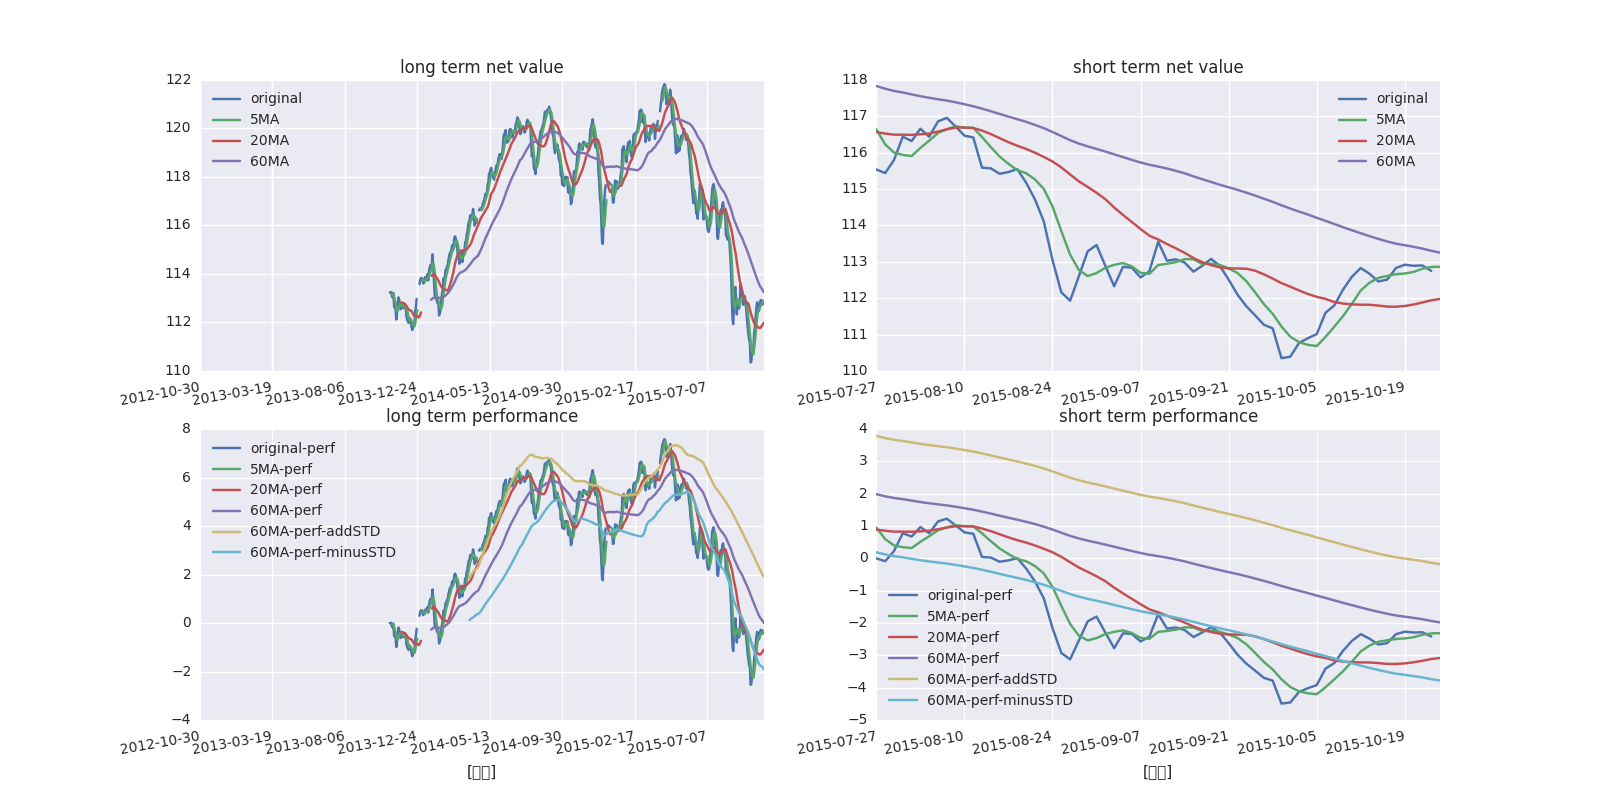 long term net value
122
120
118
116
114
112
110
original
5MA
20MA
60MA
2012-10-30
2013-03-19
2013-08-06
2013-12-24
2014-05-13
2014-09-30
2015-02-17
2015-07-07
short term net value
118
117
116
115
114
113
112
111
110
original
5MA
20MA
60MA
2015-07-27
2015-08-10
2015-08-24
2015-09-07
2015-09-21
2015-10-05
2015-10-19
long term performance
8
6
4
2
0
−2
−4
original-perf
5MA-perf
20MA-perf
60MA-perf
60MA-perf-addSTD
60MA-perf-minusSTD
2012-10-30
2013-03-19
2013-08-06
2013-12-24
2014-05-13
2014-09-30
2015-02-17
2015-07-07
[▯▯]
short term performance
4
3
2
1
0
−1
−2
−3
−4
−5
original-perf
5MA-perf
20MA-perf
60MA-perf
60MA-perf-addSTD
60MA-perf-minusSTD
2015-07-27
2015-08-10
2015-08-24
2015-09-07
2015-09-21
2015-10-05
2015-10-19
[▯▯]